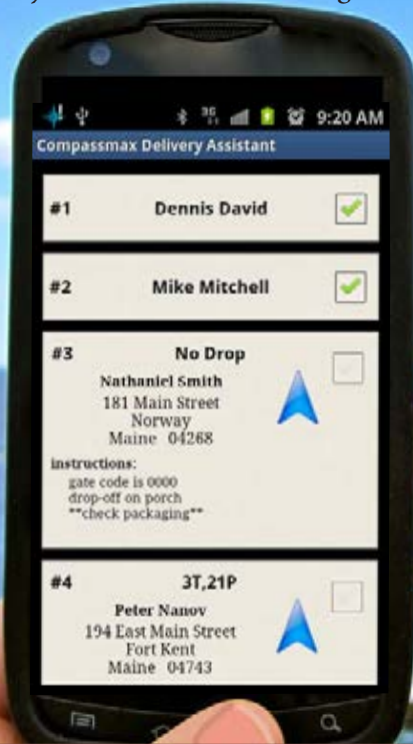 3G
9:20 AM
Compassmax Delivery Assistant
#1 Dennis David
#2 Mike Mitchell
#3 No Drop
Nathaniel Smith
181 Main Street
Norway
Maine 04268
instructions:
gate code is 0000
drop-off on porch
**check packaging**
#4 3T,21P
Peter Nanov
194 East Main Street
Fort Kent
Maine 04743